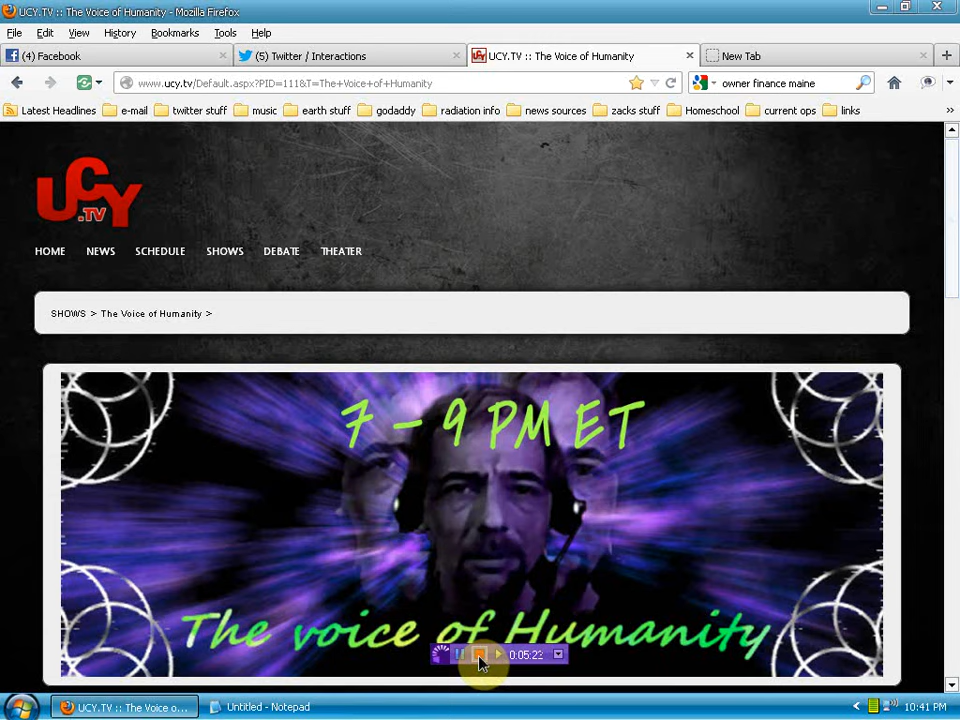 UCY.TV :: The Voice of Humanity - Mozilla Firefox
File Edit View History Bookmarks Tools Help
(4) Facebook
(5) Twitter / Interactions
UCY.TV :: The Voice of Humanity
New Tab
www.ucy.tv/Default.aspx?PID=111&T=The+Voice+of+Humanity
owner finance maine
Latest Headlines e-mail twitter stuff music earth stuff godaddy radiation info news sources zacks stuff Homeschool current ops links
UCY
.TV
HOME NEWS SCHEDULE SHOWS DEBATE THEATER
SHOWS > The Voice of Humanity >
7 - 9 PM ET
The voice of Humanity
0:05:22
UCY.TV :: The Voice o...
Untitled - Notepad
10:41 PM